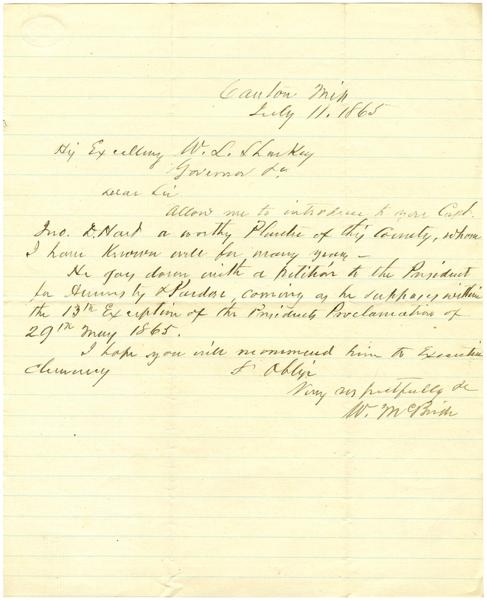 Canton Miss
July 11. 1865
His Excellency W. L. Sharkey
Governor &c
Dear Sir
Allow me to introduce to you Capt.
Jno. D. Hart a worthy Planter of this County, whom
I have known well for many years —
He goes down with a petition to the President
for Amnesty & Pardon, coming as he supposes within
the 13th Exception of the Presidents Proclamation of
29th May 1865.
I hope you will recommend him to Executive
clemency & Oblige
Very respectfully &c
W. McBride